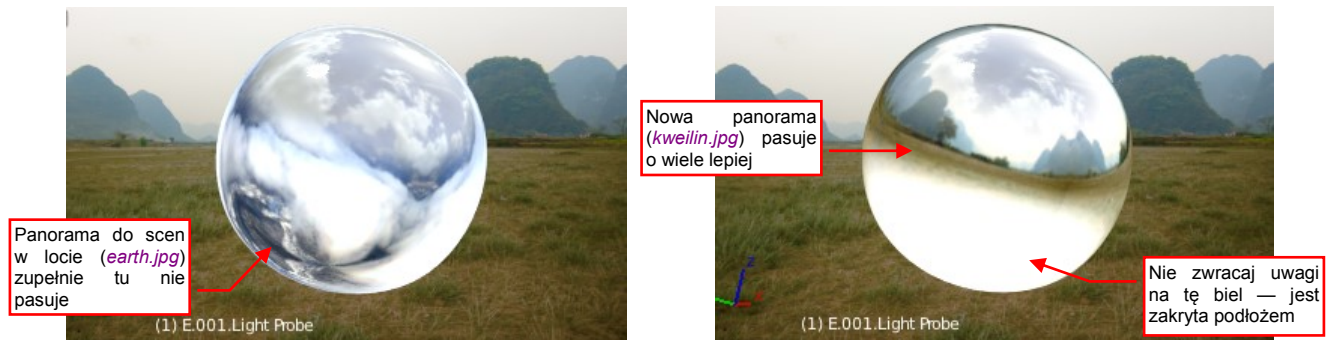 Panorama do scen
w locie (earth.jpg)
zupełnie tu nie
pasuje
(1) E.001.Light Probe
Nowa panorama
(kweilin.jpg) pasuje
o wiele lepiej
Nie zwracaj uwagi
na tę biel — jest
zakryta podłożem
Z
(1) E.001.Light Probe